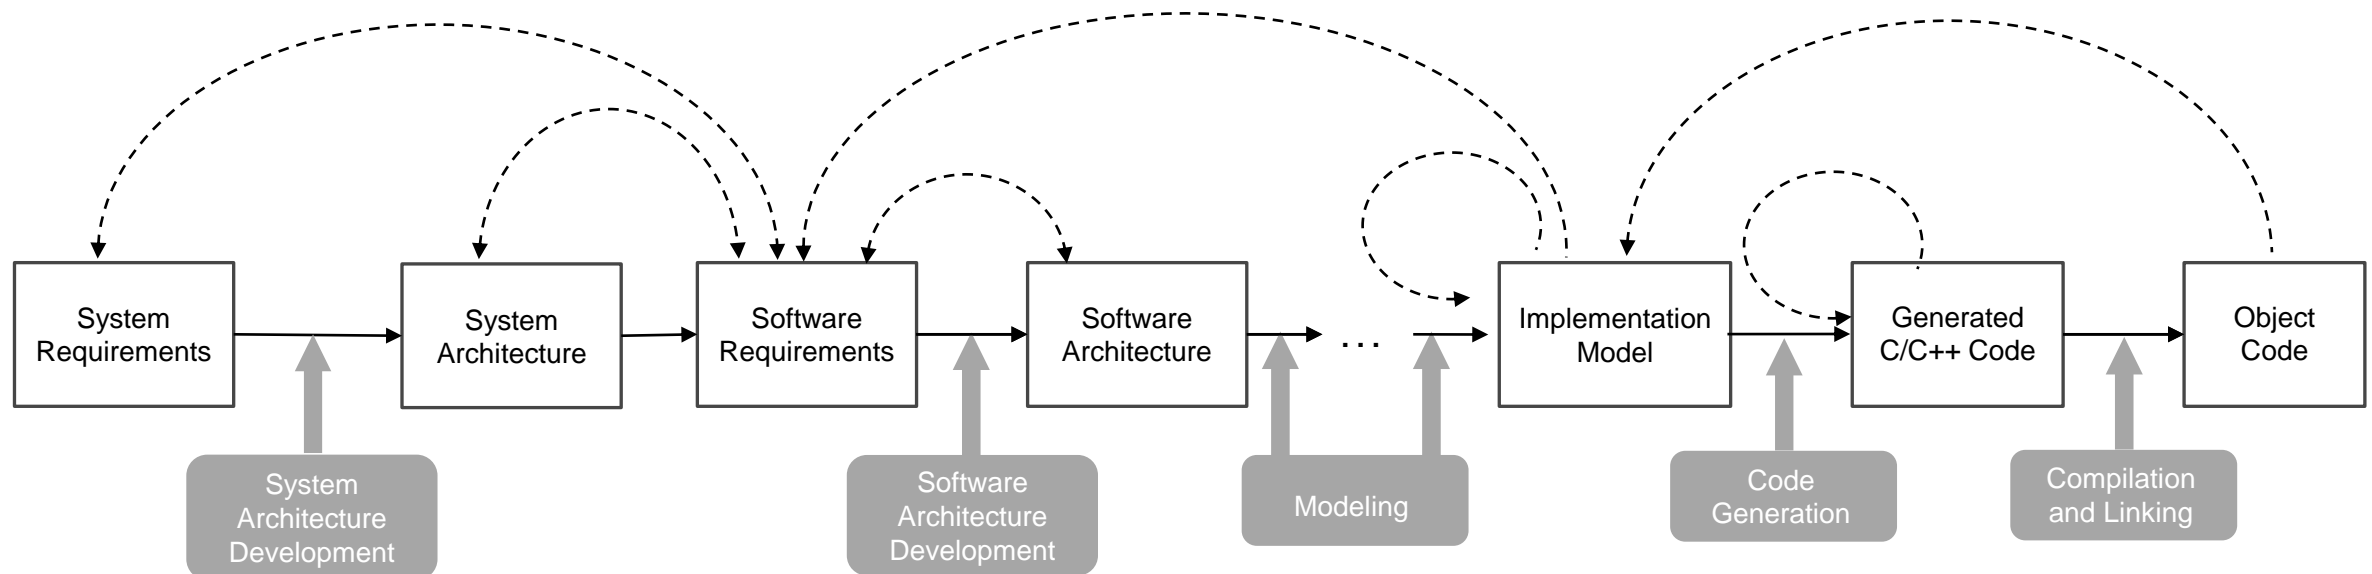 System
Requirements
System
Architecture
Software
Requirements
Software
Architecture
...
Implementation
Model
Generated
C/C++ Code
Object
Code
System
Architecture
Development
Software
Architecture
Development
Modeling
Code
Generation
Compilation
and Linking